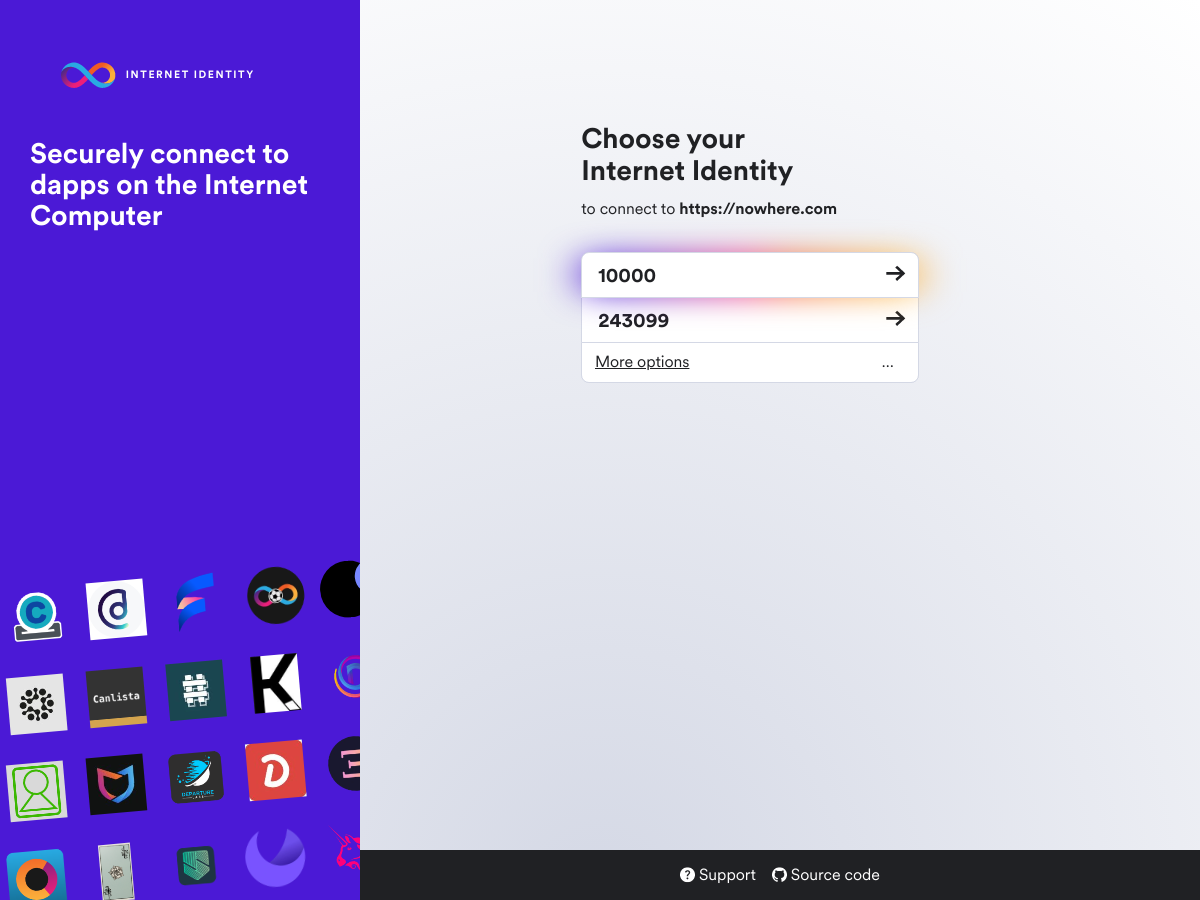 INTERNET IDENTITY
Securely connect to
dapps on the Internet
Computer
Choose your
Internet Identity
to connect to https://nowhere.com
10000
243099
More options ...
Canlista
DEPARTURE
Support Source code